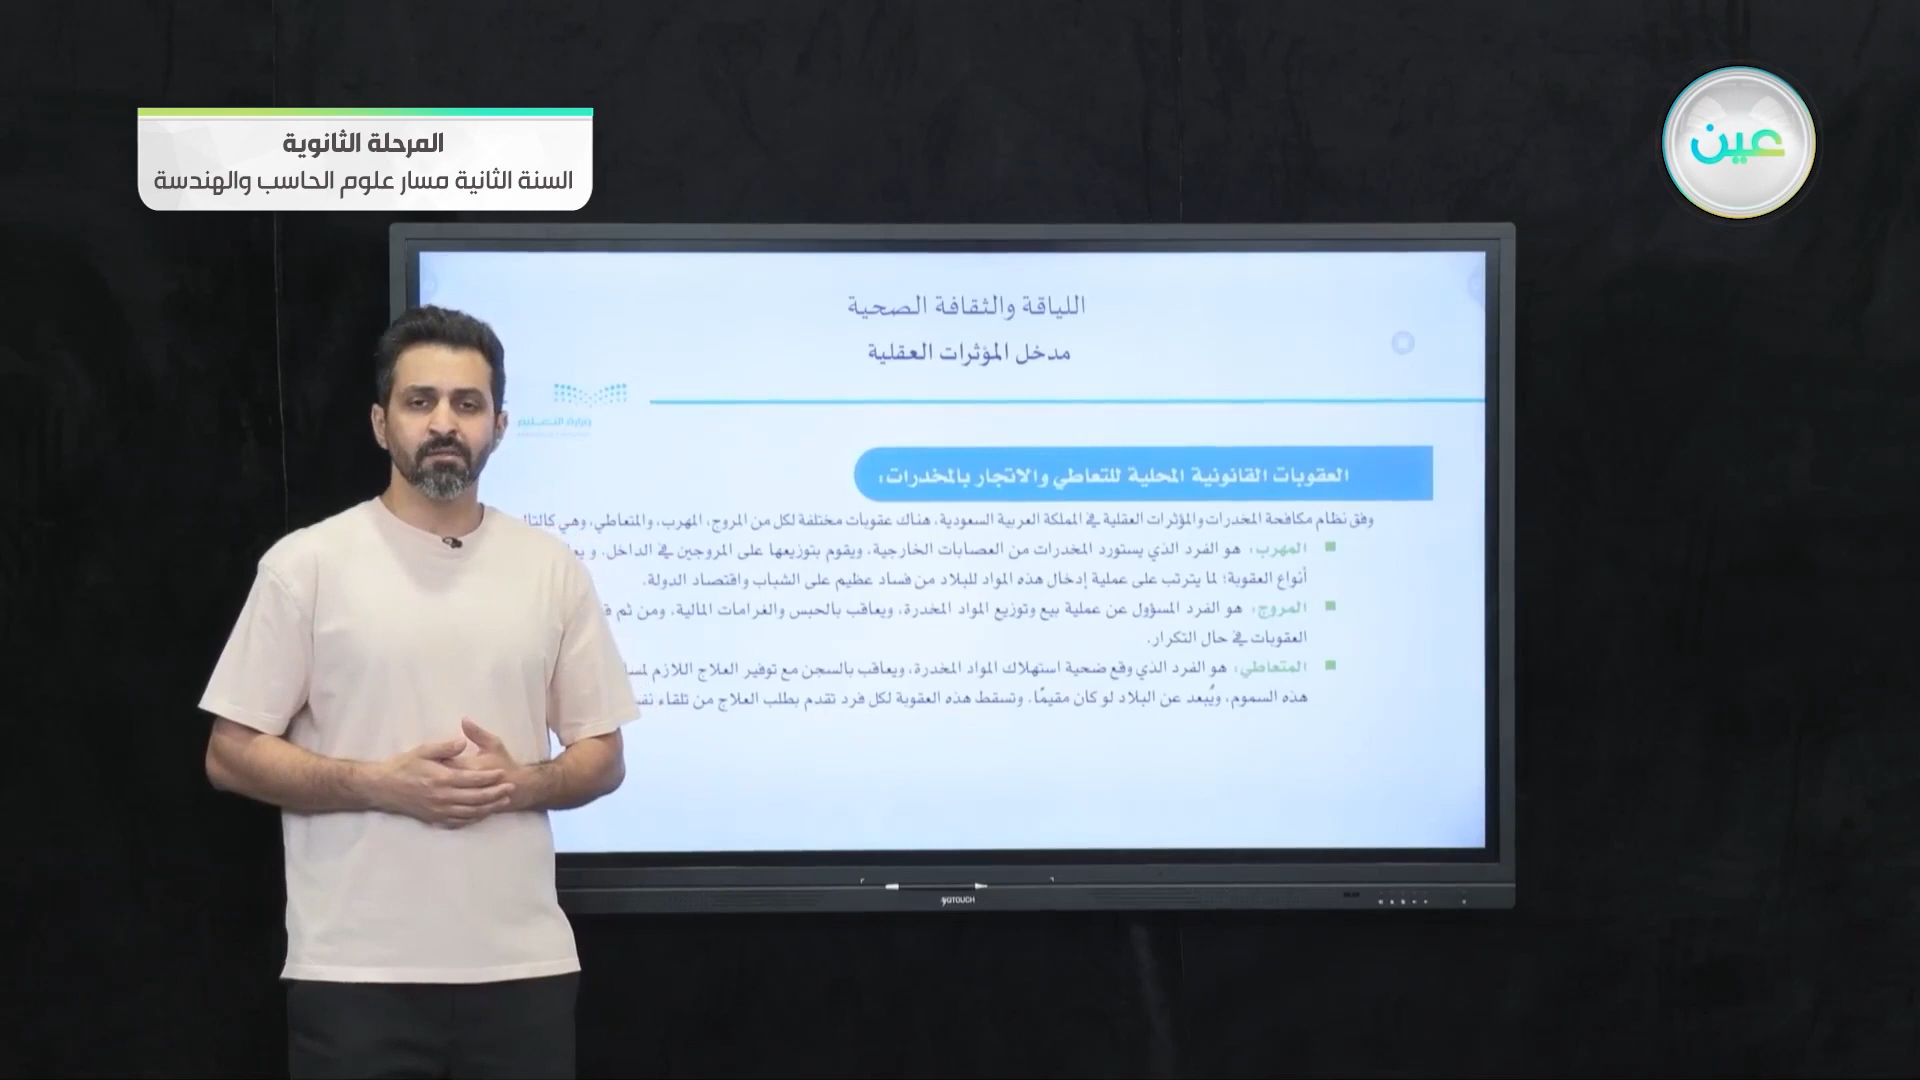 المرحلة الثانوية
السنة الثانية مسار علوم الحاسب والهندسة
عين
اللياقة والثقافة الصحية
مدخل المؤثرات العقلية
وزارة التعليم
العقوبات القانونية المحلية للتعاطي والاتجار بالمخدرات:
وفق نظام مكافحة المخدرات والمؤثرات العقلية في المملكة العربية السعودية، هناك عقوبات مختلفة لكل من المروج، المهرب، والمتعاطي، وهي
المهرب: هو الفرد الذي يستورد المخدرات من العصابات الخارجية، ويقوم بتوزيعها على المروجين في الداخل.
أنواع العقوبة؛ لما يترتب على عملية إدخال هذه المواد للبلاد من فساد عظيم على الشباب واقتصاد الدولة.
المروج: هو الفرد المسؤول عن عملية بيع وتوزيع المواد المخدرة، ويعاقب بالحبس والغرامات المالية، ومن ثم
العقوبات في حال التكرار.
المتعاطي: هو الفرد الذي وقع ضحية استهلاك المواد المخدرة، ويعاقب بالسجن مع توفير العلاج اللازم
هذه السموم، ويُبعد عن البلاد لو كان مقيمًا. وتسقط هذه العقوبة لكل فرد تقدم بطلب العلاج من تلقاء